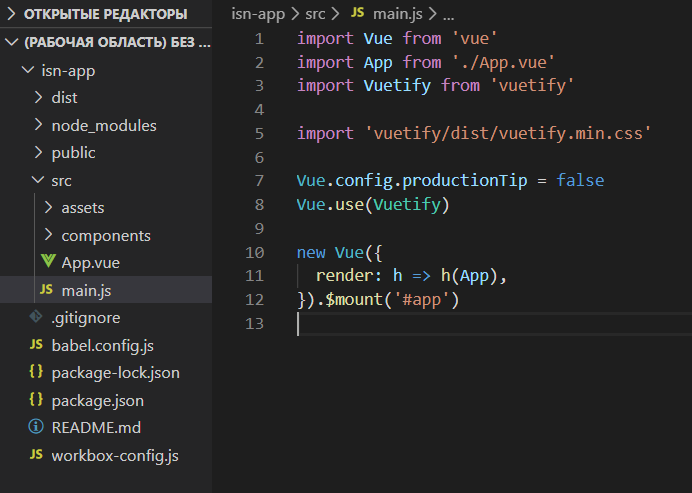 ОТКРЫТЫЕ РЕДАКТОРЫ
(РАБОЧАЯ ОБЛАСТЬ) БЕЗ ...
isn-app
dist
node_modules
public
src
assets
components
App.vue
JS main.js
.gitignore
JS babel.config.js
{} package-lock.json
{} package.json
README.md
JS workbox-config.js
isn-app > src > JS main.js > ...
1 import Vue from 'vue'
2 import App from './App.vue'
3 import Vuetify from 'vuetify'
4
5 import 'vuetify/dist/vuetify.min.css'
6
7 Vue.config.productionTip = false
8 Vue.use(Vuetify)
9
10 new Vue({
11 render: h => h(App),
12 }).$mount('#app')
13